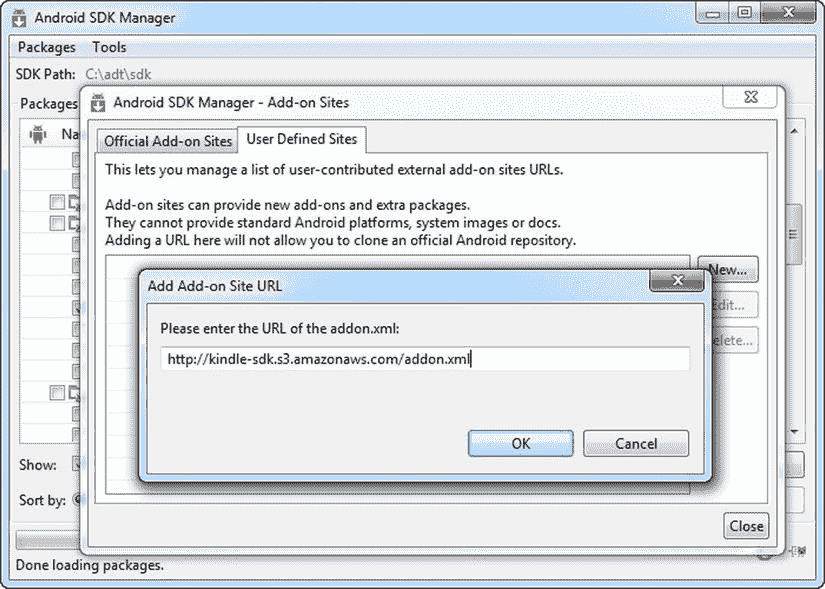 Android SDK Manager
Packages Tools
SDK Path: C:\adt\sdk
Packages
Android SDK Manager - Add-on Sites
Official Add-on Sites User Defined Sites
This lets you manage a list of user-contributed external add-on sites URLs.
Add-on sites can provide new add-ons and extra packages.
They cannot provide standard Android platforms, system images or docs.
Adding a URL here will not allow you to clone an official Android repository.
New...
Add Add-on Site URL
Please enter the URL of the addon.xml:
http://kindle-sdk.s3.amazonaws.com/addon.xml
OK Cancel
Show:
Sort by:
Close
Done loading packages.